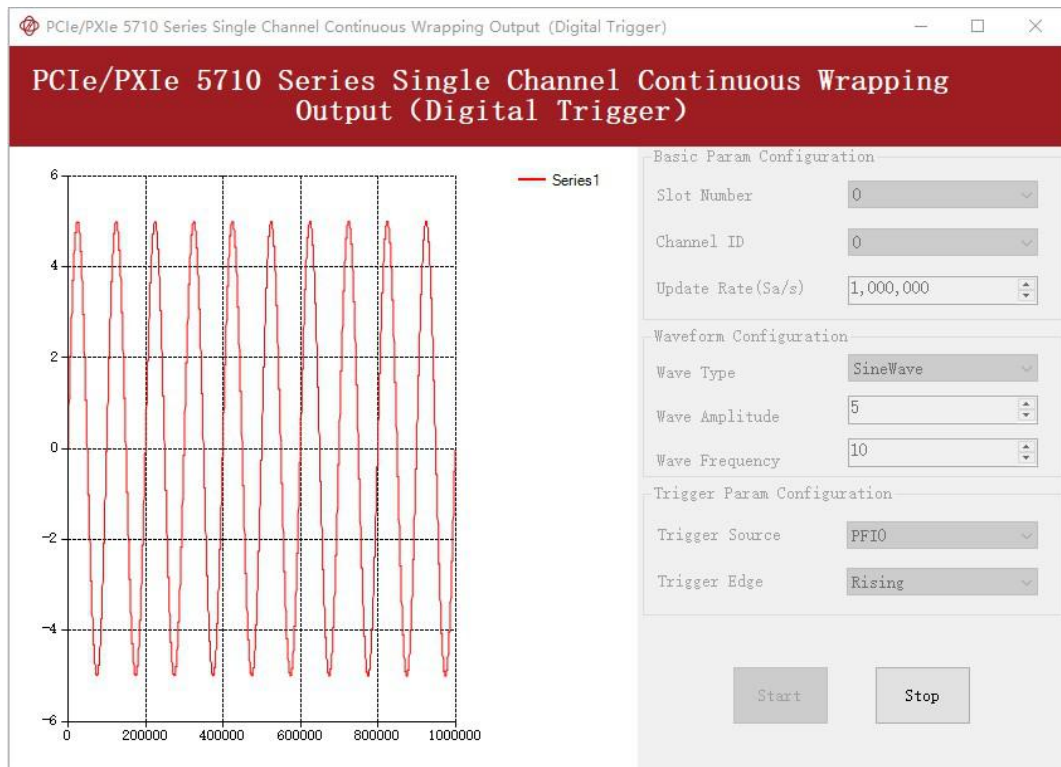 PCIe/PXIe 5710 Series Single Channel Continuous Wrapping Output (Digital Trigger)
PCIe/PXIe 5710 Series Single Channel Continuous Wrapping
Output (Digital Trigger)
6
4
2
0
-2
-4
-6
0 200000 400000 600000 800000 1000000
Series1
Basic Param Configuration
Slot Number 0
Channel ID 0
Update Rate(Sa/s) 1,000,000
Waveform Configuration
Wave Type SineWave
Wave Amplitude 5
Wave Frequency 10
Trigger Param Configuration
Trigger Source PFI0
Trigger Edge Rising
Start Stop